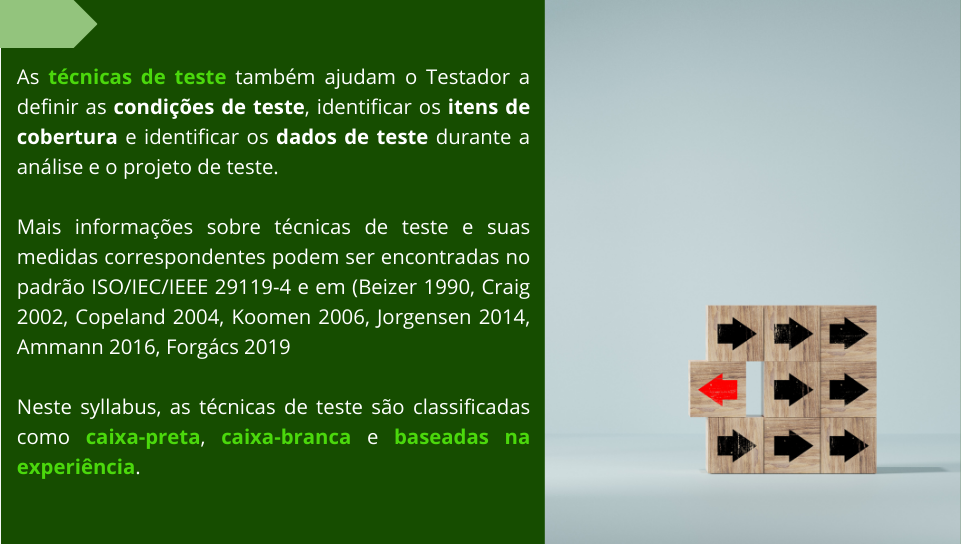 As técnicas de teste também ajudam o Testador a
definir as condições de teste, identificar os itens de
cobertura e identificar os dados de teste durante a
análise e o projeto de teste.
Mais informações sobre técnicas de teste e suas
medidas correspondentes podem ser encontradas no
padrão ISO/IEC/IEEE 29119-4 e em (Beizer 1990, Craig
2002, Copeland 2004, Koomen 2006, Jorgensen 2014,
Ammann 2016, Forgács 2019
Neste syllabus, as técnicas de teste são classificadas
como caixa-preta, caixa-branca e baseadas na
experiência.